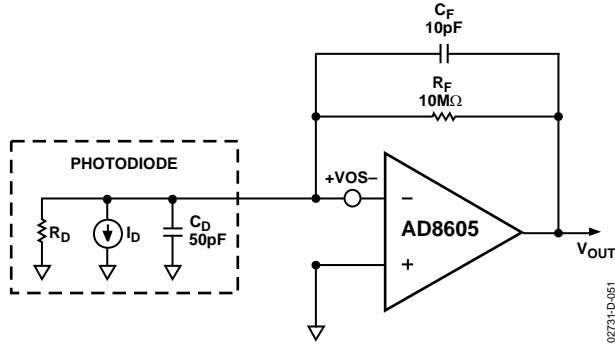 CF
10pF
RF
10MΩ
PHOTODIODE
+VOS–
RD
ID
CD
50pF
–
AD8605
+
VOUT
02731-D-051